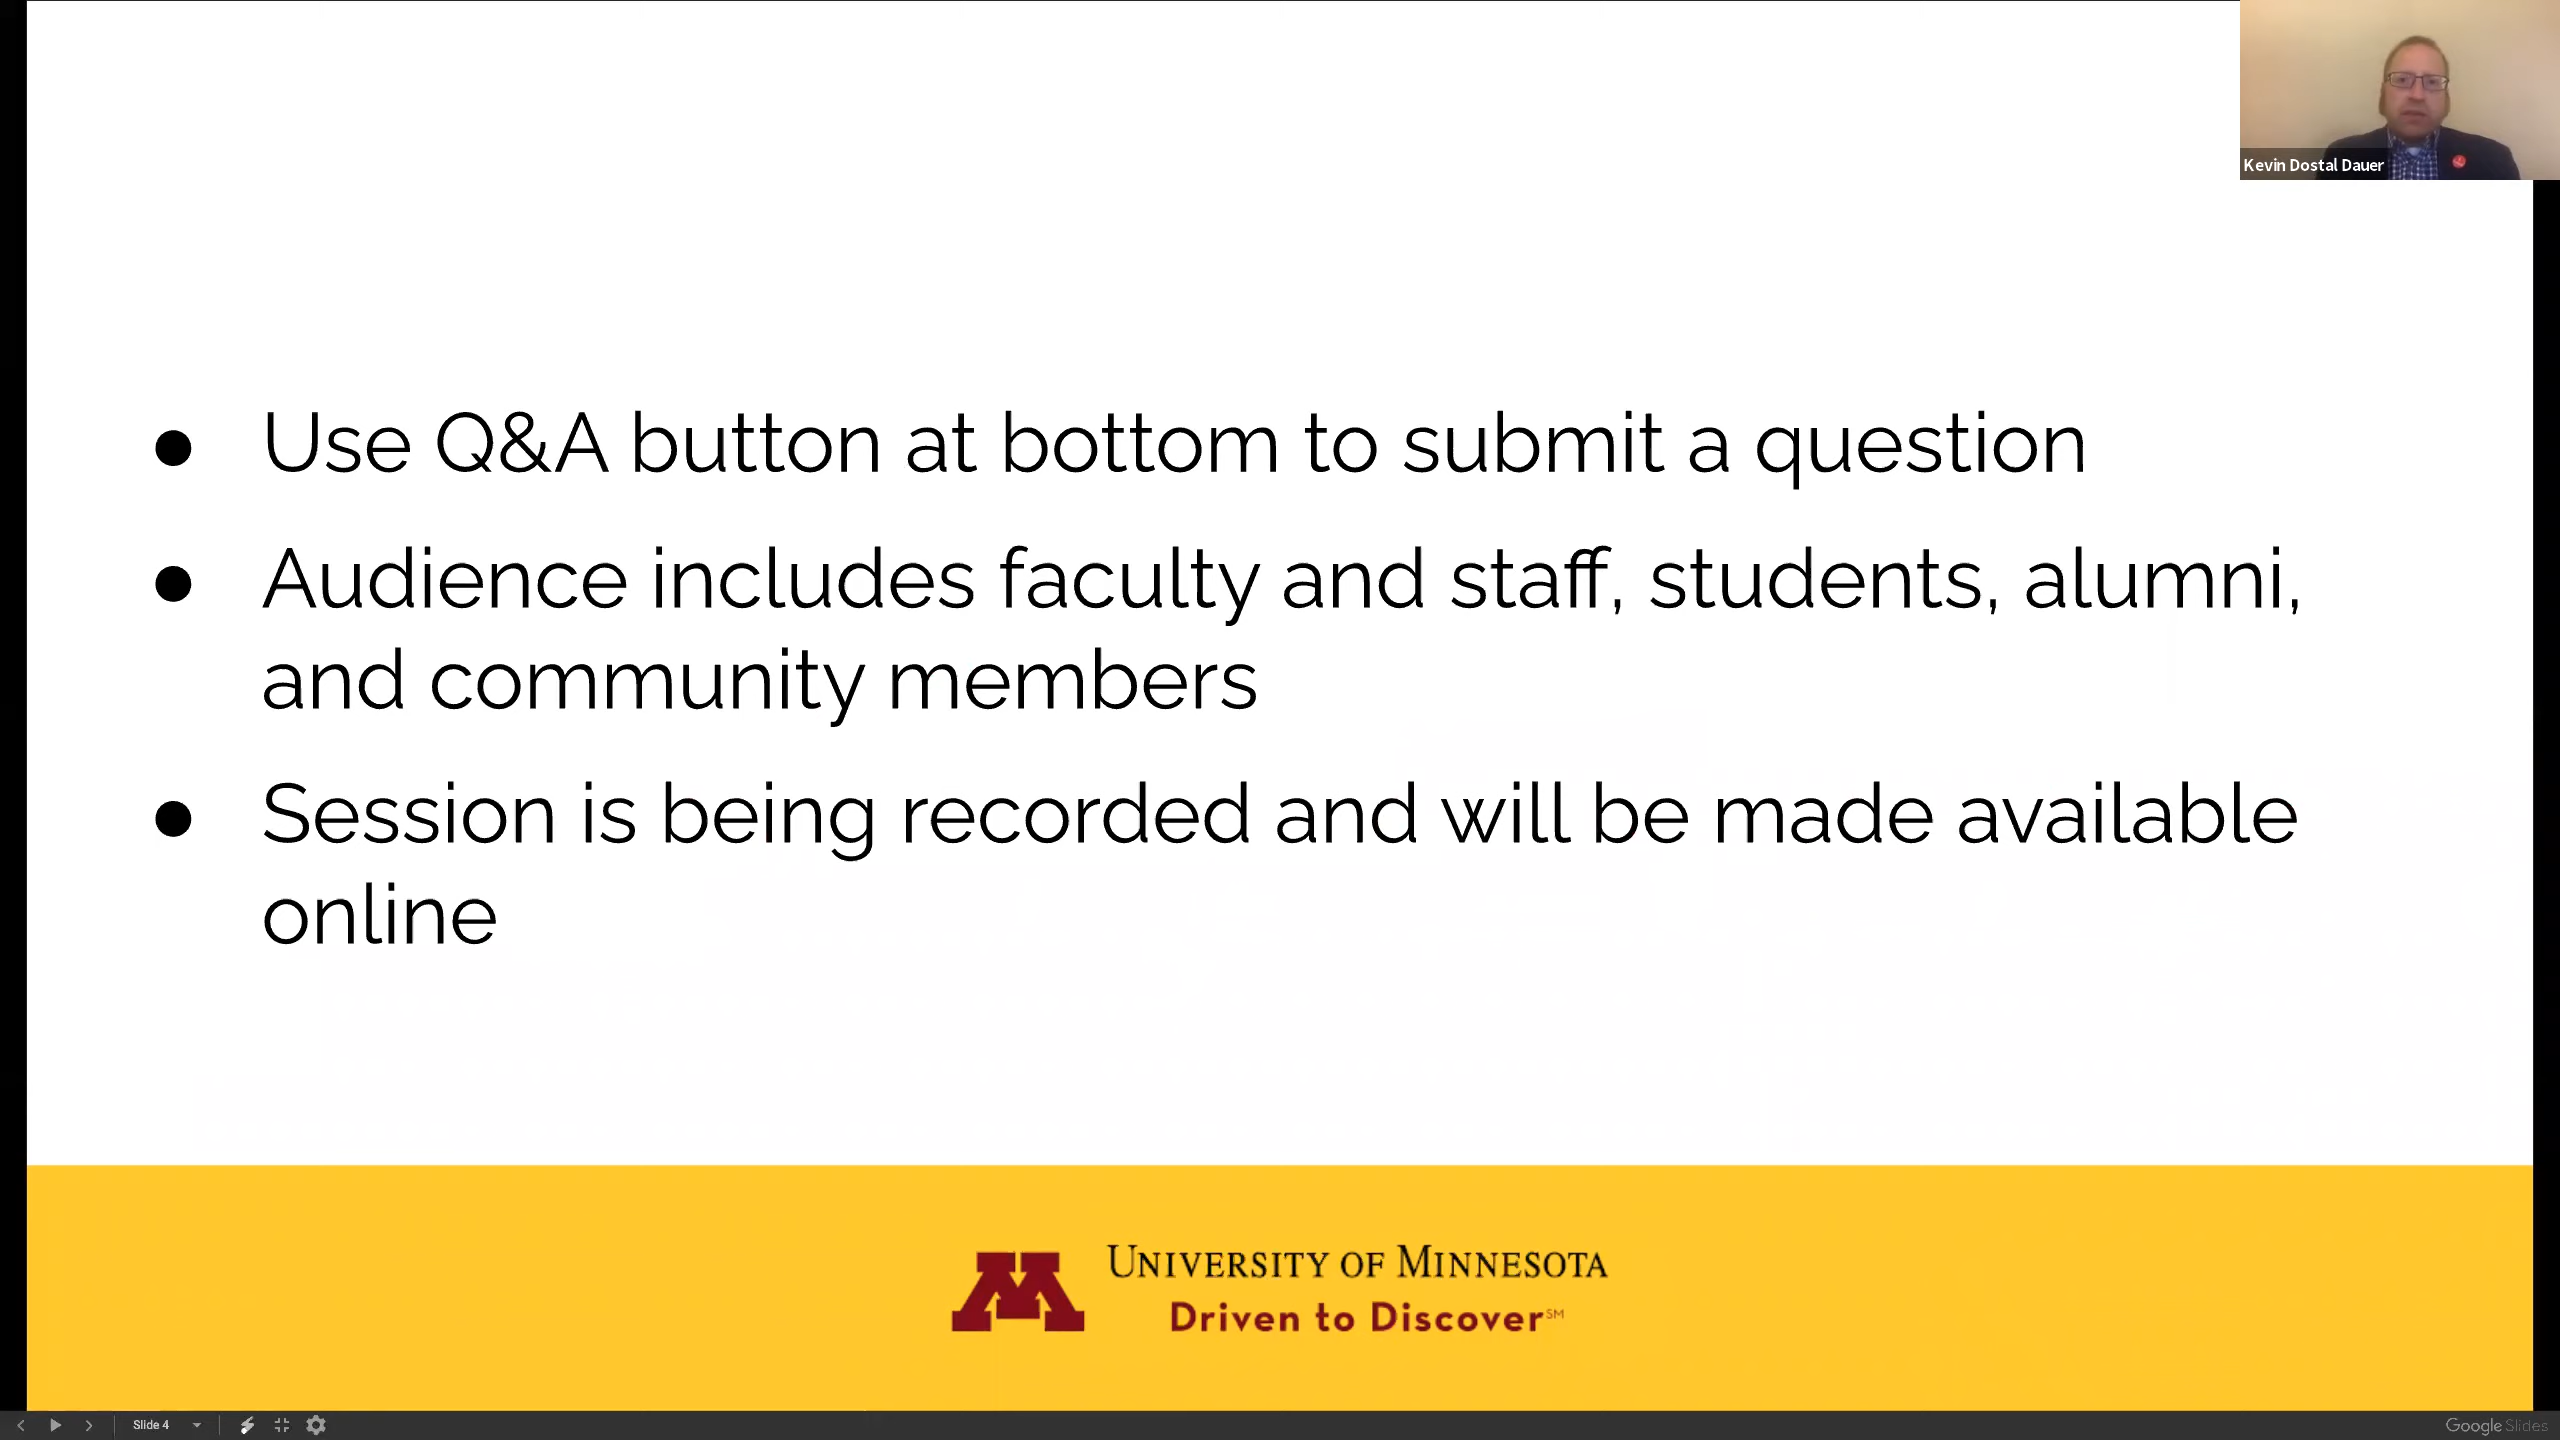 Kevin Dostal Dauer
● Use Q&A button at bottom to submit a question
● Audience includes faculty and staff, students, alumni,
and community members
● Session is being recorded and will be made available
online
M UNIVERSITY OF MINNESOTA
Driven to Discover℠
Slide 4
Google Slides